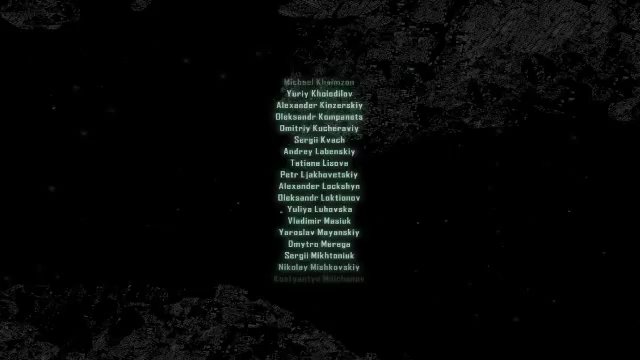 Michael Khaimzon
Yuriy Kholodilov
Alexander Kinzerskiy
Oleksandr Kompanets
Dmitriy Kucheraviy
Sergii Kvach
Andrey Labenskiy
Tatiana Lisova
Petr Ljakhovetskiy
Alexander Lockshyn
Oleksandr Loktionov
Yuliya Luhovska
Vladimir Masiuk
Yaroslav Mayanskiy
Dmytro Merega
Sergii Mikhtoniuk
Nikolay Mishkovskiy